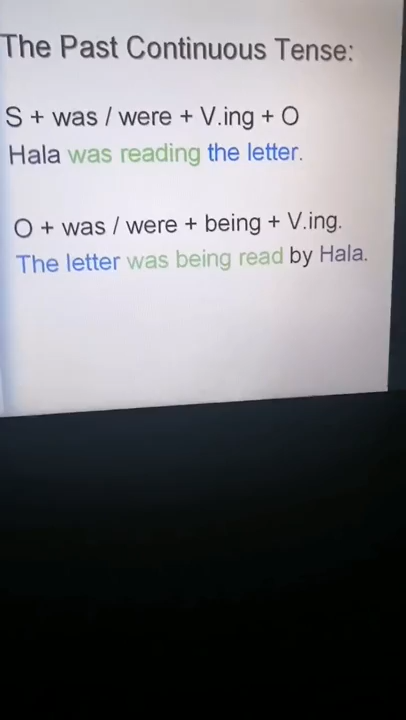 The Past Continuous Tense:
S + was / were + V.ing + O
Hala was reading the letter.
O + was / were + being + V.ing.
The letter was being read by Hala.